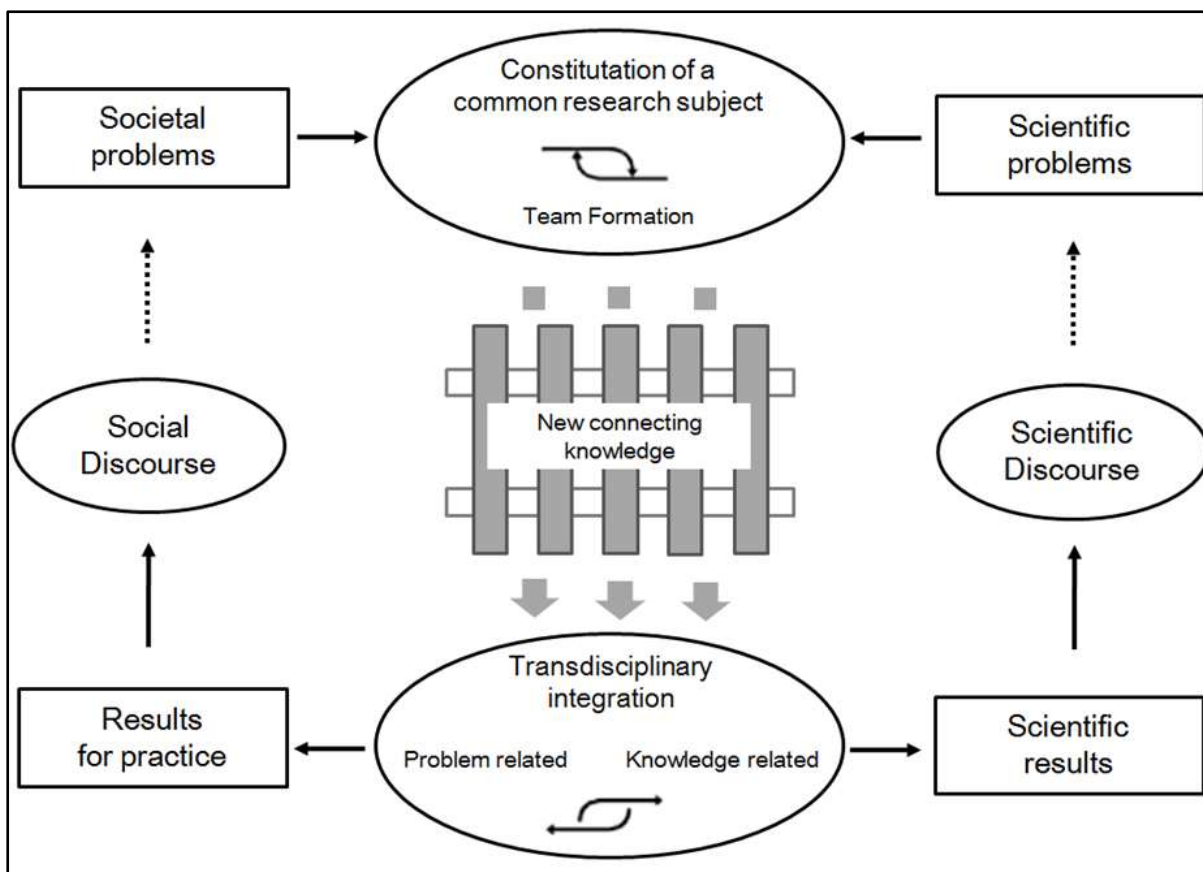 Constitutation of a
common research subject
Team Formation
Societal
problems
Scientific
problems
New connecting
knowledge
Social
Discourse
Scientific
Discourse
Transdisciplinary
integration
Problem related
Knowledge related
Results
for practice
Scientific
results